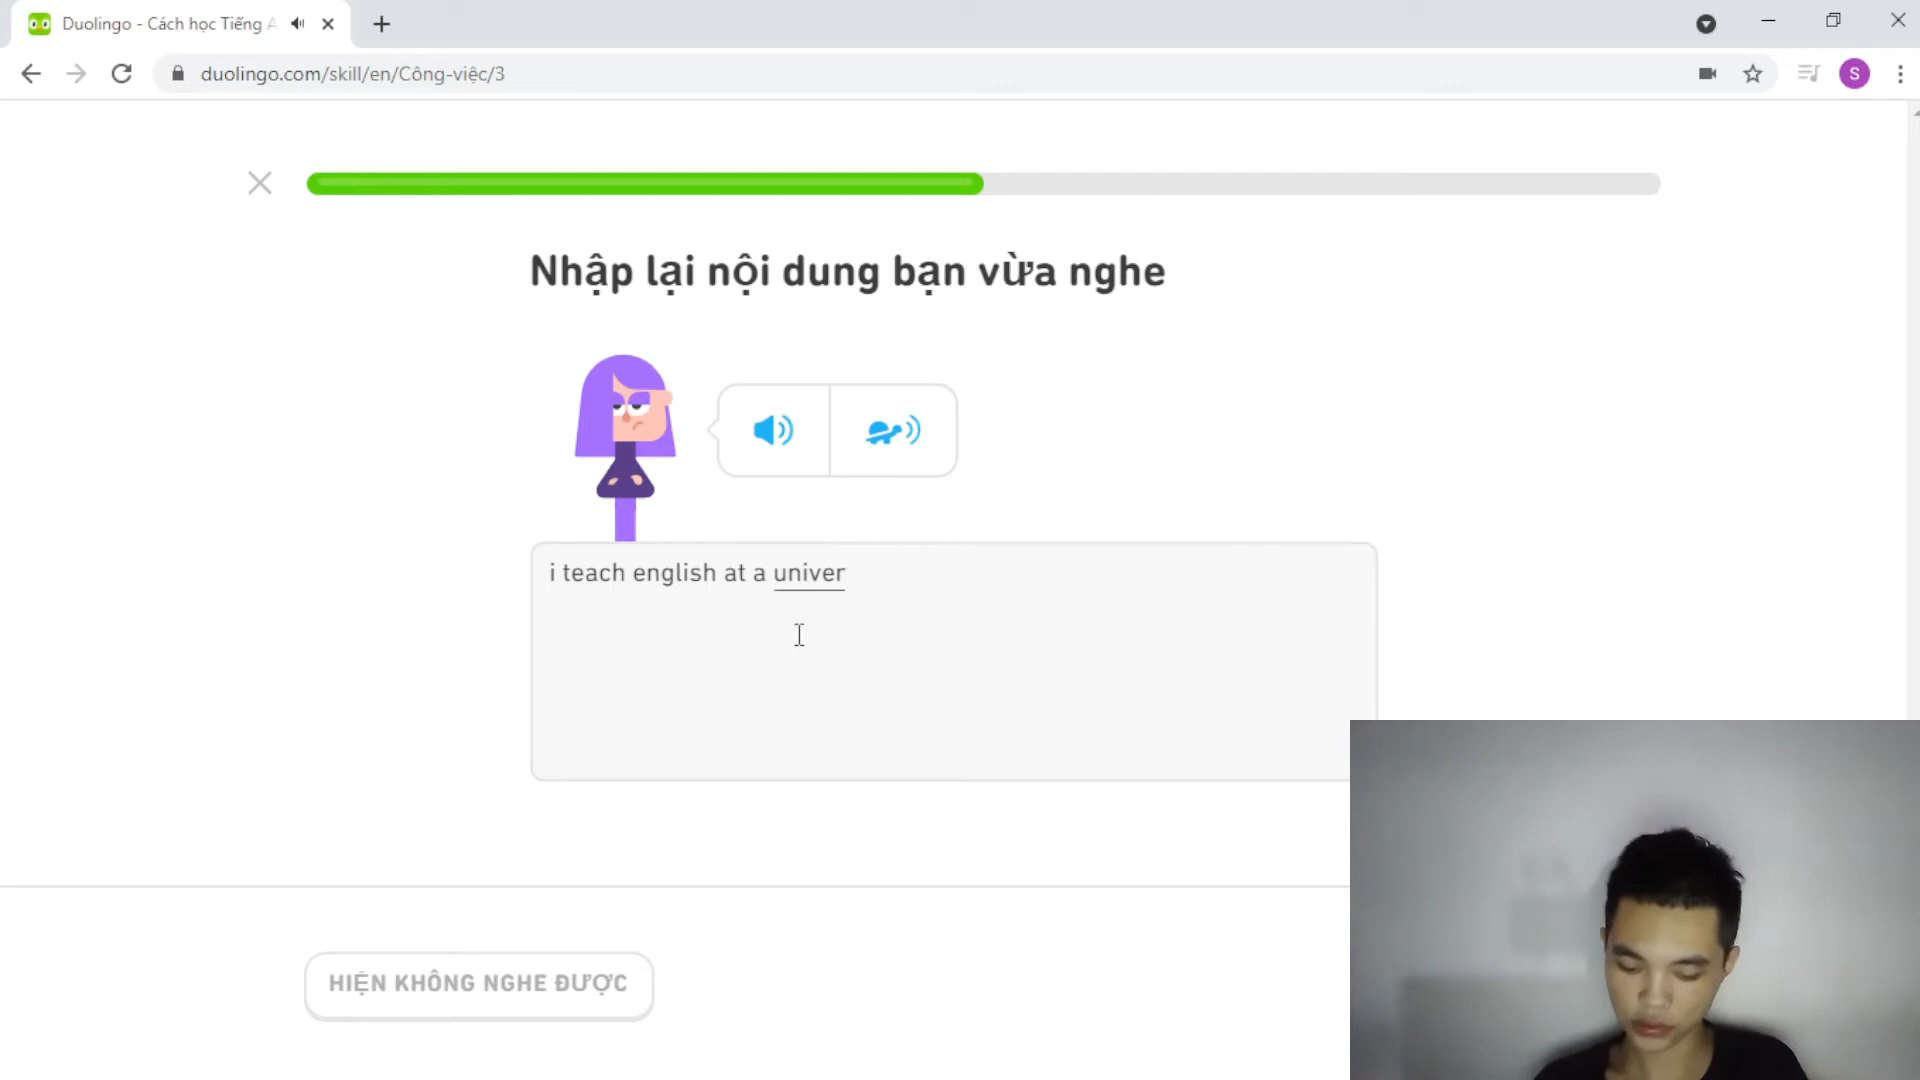 Duolingo - Cách học Tiếng A
duolingo.com/skill/en/Công-việc/3
S
Nhập lại nội dung bạn vừa nghe
i teach english at a univer
HIỆN KHÔNG NGHE ĐƯỢC